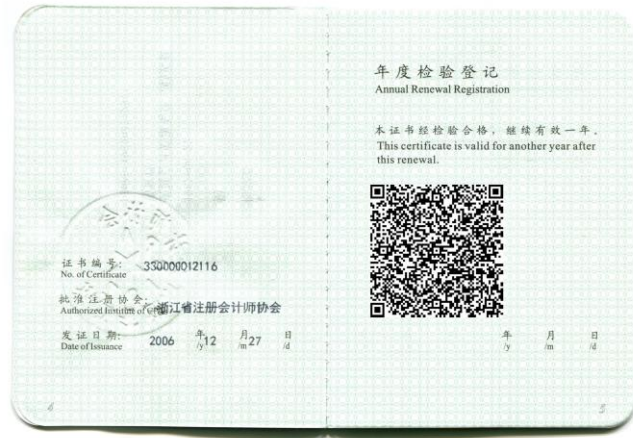 证书编号:
No. of Certificate
330000012116
批准注册协会:
Authorized Institute of
浙江省注册会计师协会
发证日期:
Date of Issuance
2006 年 12 月 27 日
/y /m /d
年度检验登记
Annual Renewal Registration
本证书经检验合格，继续有效一年。
This certificate is valid for another year after
this renewal.
年 月 日
/y /m /d
5